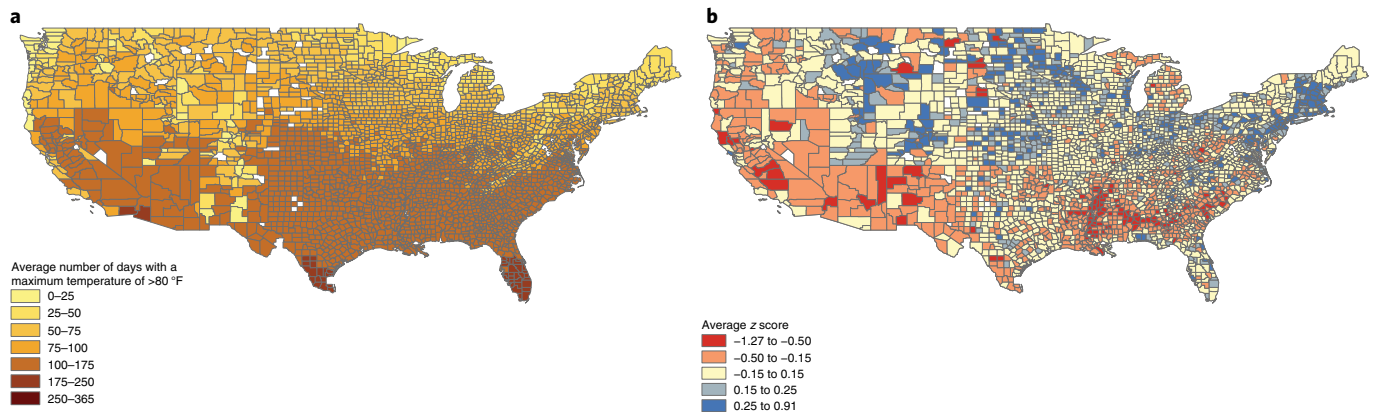 a
Average number of days with a
maximum temperature of >80 °F
0–25
25–50
50–75
75–100
100–175
175–250
250–365
b
Average z score
−1.27 to −0.50
−0.50 to −0.15
−0.15 to 0.15
0.15 to 0.25
0.25 to 0.91